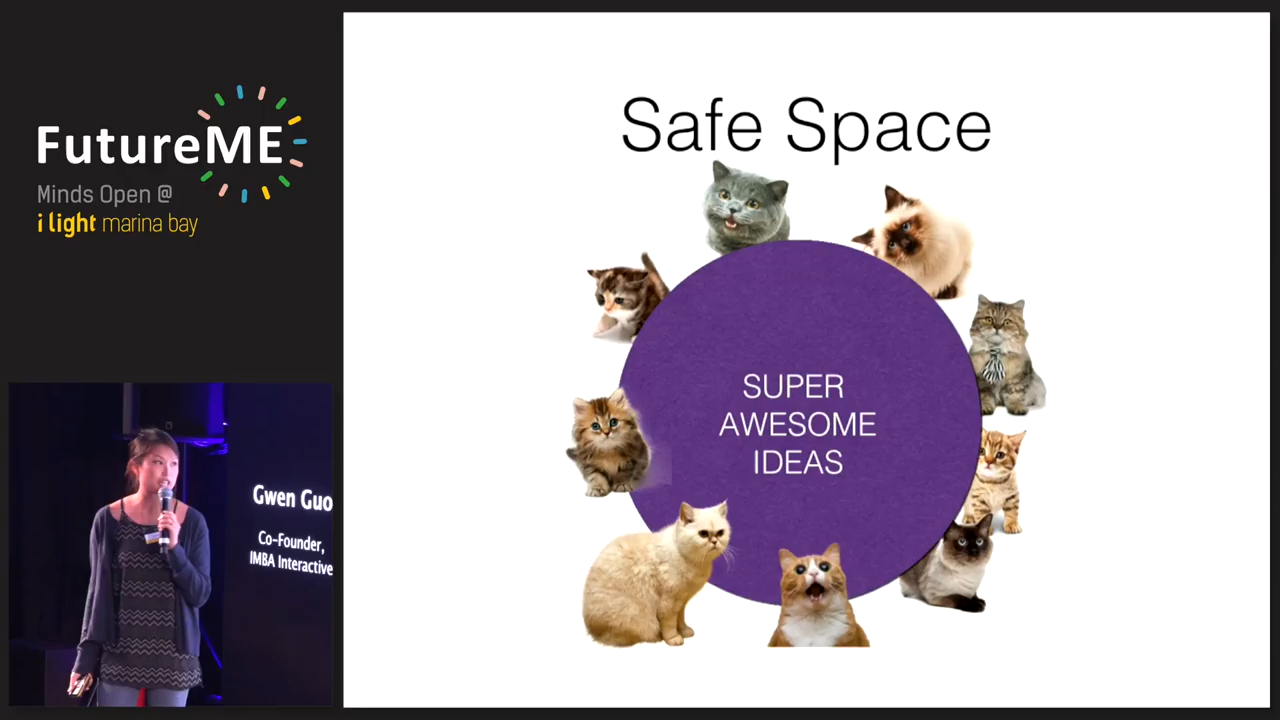 FutureME
Minds Open @
i light marina bay
Safe Space
SUPER
AWESOME
IDEAS
Gwen Guo
Co-Founder,
IMBA Interactive